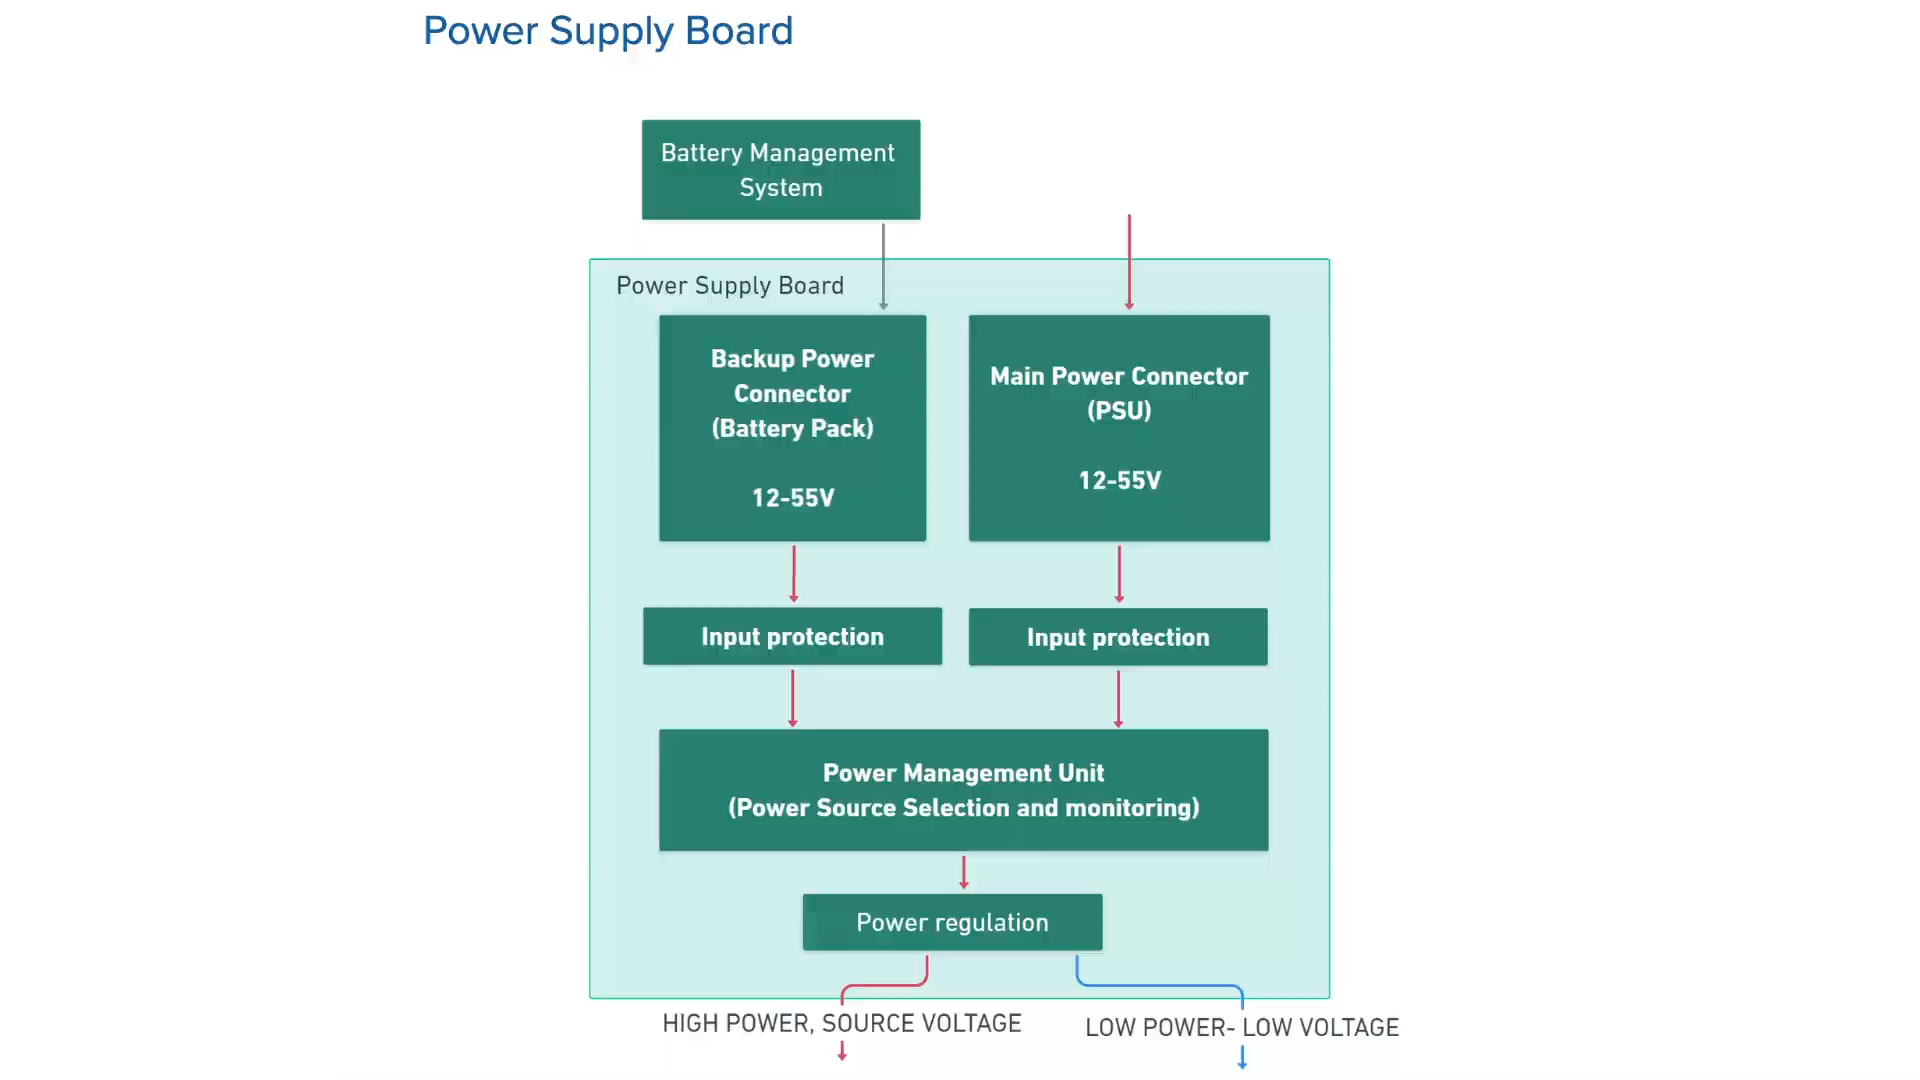 Power Supply Board
Battery Management
System
Power Supply Board
Backup Power
Connector
(Battery Pack)
12-55V
Main Power Connector
(PSU)
12-55V
Input protection
Input protection
Power Management Unit
(Power Source Selection and monitoring)
Power regulation
HIGH POWER, SOURCE VOLTAGE
LOW POWER- LOW VOLTAGE